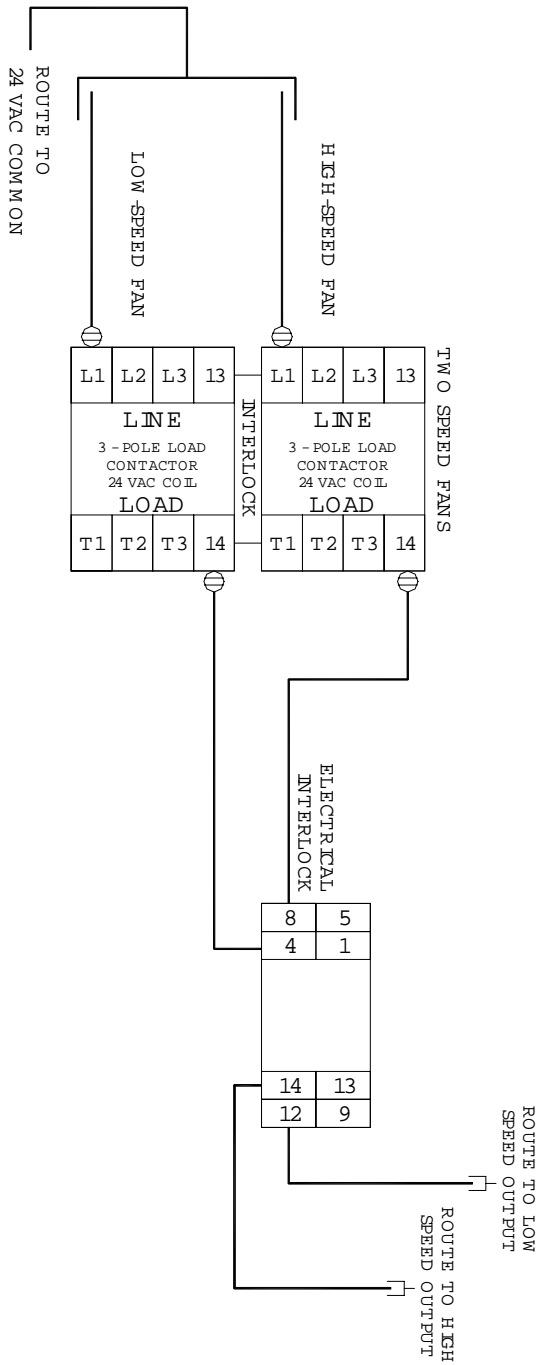 ROUTE TO
24 VAC COMMON
LOW-SPEED FAN
HIGH-SPEED FAN
TWO SPEED FANS
L1 L2 L3 13
LINE
3-POLE LOAD
CONTACTOR
24 VAC COIL
LOAD
T1 T2 T3 14
INTERLOCK
L1 L2 L3 13
LINE
3-POLE LOAD
CONTACTOR
24 VAC COIL
LOAD
T1 T2 T3 14
ELECTRICAL
INTERLOCK
8 5
4 1
14 13
12 9
ROUTE TO LOW
SPEED OUTPUT
ROUTE TO HIGH
SPEED OUTPUT